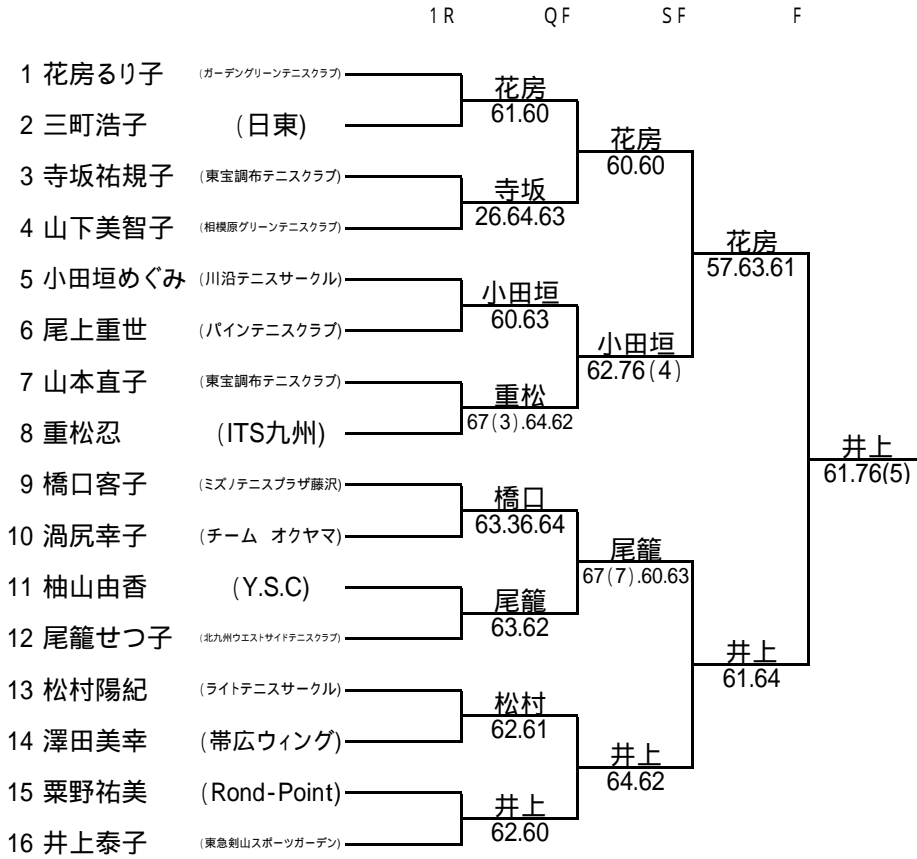 1R QF SF F
1 花房るり子 (ガーデングリーンテニスクラブ)
花房
61.60
2 三町浩子 (日東)
花房
60.60
3 寺坂祐規子 (東宝調布テニスクラブ)
寺坂
26.64.63
4 山下美智子 (相模原グリーンテニスクラブ)
花房
57.63.61
5 小田垣めぐみ (川沿テニスサークル)
小田垣
60.63
6 尾上重世 (パインテニスクラブ)
小田垣
62.76(4)
7 山本直子 (東宝調布テニスクラブ)
重松
67(3).64.62
8 重松忍 (ITS九州)
井上
61.76(5)
9 橋口客子 (ミズノテニスプラザ藤沢)
橋口
63.36.64
10 渦尻幸子 (チーム オクヤマ)
尾籠
67(7).60.63
11 柚山由香 (Y.S.C)
尾籠
63.62
12 尾籠せつ子 (北九州ウエストサイドテニスクラブ)
井上
61.64
13 松村陽紀 (ライトテニスサークル)
松村
62.61
14 澤田美幸 (帯広ウィング)
井上
64.62
15 粟野祐美 (Rond-Point)
井上
62.60
16 井上泰子 (東急剣山スポーツガーデン)